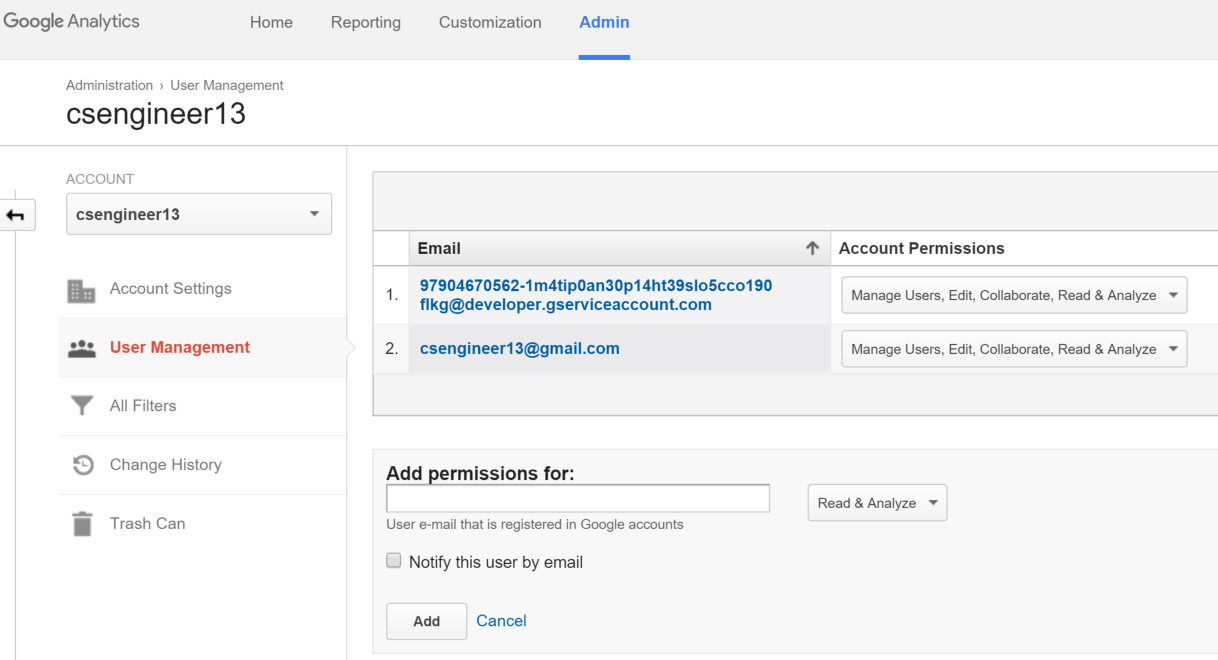 Google Analytics
Home Reporting Customization Admin
Administration › User Management
csengineer13
ACCOUNT
csengineer13
Account Settings
User Management
All Filters
Change History
Trash Can
Email Account Permissions
1. 97904670562-1m4tip0an30p14ht39slo5cco190
flkg@developer.gserviceaccount.com
Manage Users, Edit, Collaborate, Read & Analyze
2. csengineer13@gmail.com Manage Users, Edit, Collaborate, Read & Analyze
Add permissions for:
Read & Analyze
User e-mail that is registered in Google accounts
Notify this user by email
Add Cancel